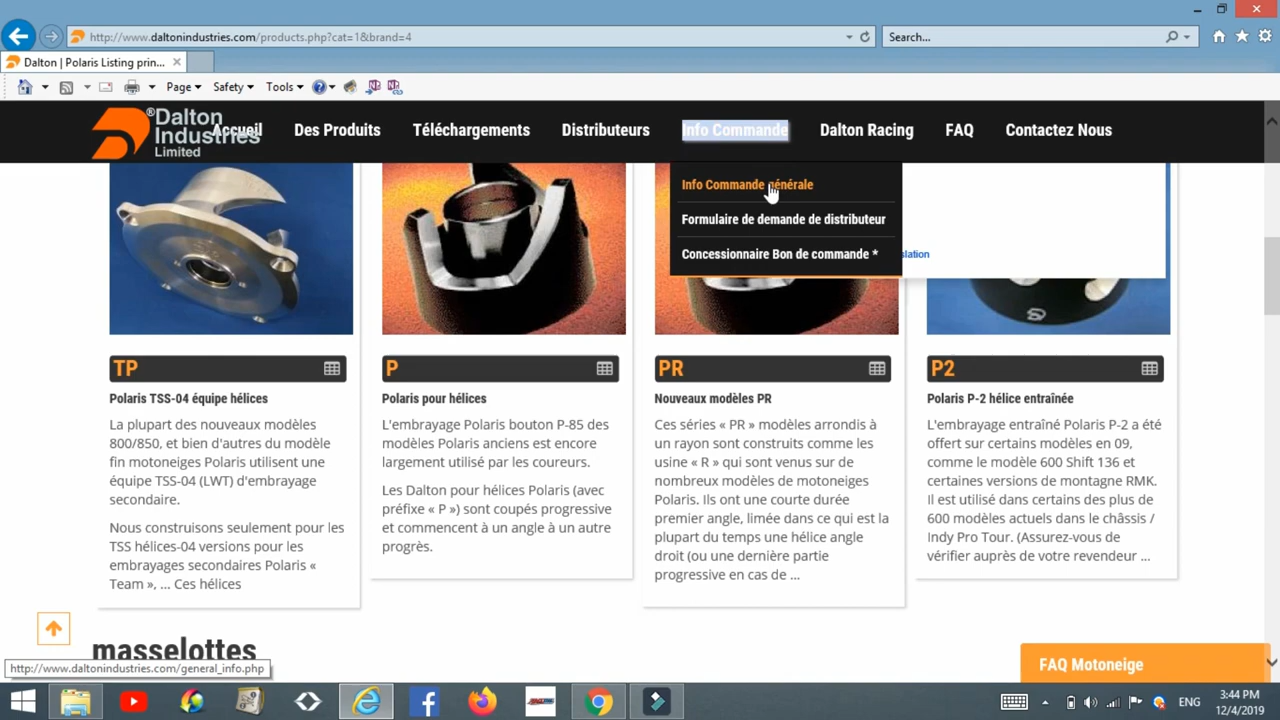 http://www.daltonindustries.com/products.php?cat=1&brand=4
Search...
Dalton | Polaris Listing prin...
Page
Safety
Tools
®Dalton
Industries
Limited
Accueil
Des Produits
Téléchargements
Distributeurs
Info Commande
Dalton Racing
FAQ
Contactez Nous
Info Commande générale
Formulaire de demande de distributeur
Concessionnaire Bon de commande *
slation
TP
Polaris TSS-04 équipe hélices
La plupart des nouveaux modèles
800/850, et bien d'autres du modèle
fin motoneiges Polaris utilisent une
équipe TSS-04 (LWT) d'embrayage
secondaire.
Nous construisons seulement pour les
TSS hélices-04 versions pour les
embrayages secondaires Polaris «
Team », ... Ces hélices
P
Polaris pour hélices
L'embrayage Polaris bouton P-85 des
modèles Polaris anciens est encore
largement utilisé par les coureurs.
Les Dalton pour hélices Polaris (avec
préfixe « P ») sont coupés progressive
et commencent à un angle à un autre
progrès.
PR
Nouveaux modèles PR
Ces séries « PR » modèles arrondis à
un rayon sont construits comme les
usine « R » qui sont venus sur de
nombreux modèles de motoneiges
Polaris. Ils ont une courte durée
premier angle, limée dans ce qui est la
plupart du temps une hélice angle
droit (ou une dernière partie
progressive en cas de ...
P2
Polaris P-2 hélice entraînée
L'embrayage entraîné Polaris P-2 a été
offert sur certains modèles en 09,
comme le modèle 600 Shift 136 et
certaines versions de montagne RMK.
Il est utilisé dans certains des plus de
600 modèles actuels dans le châssis /
Indy Pro Tour. (Assurez-vous de
vérifier auprès de votre revendeur ...
masselottes
FAQ Motoneige
http://www.daltonindustries.com/general_info.php
ENG
3:44 PM
12/4/2019